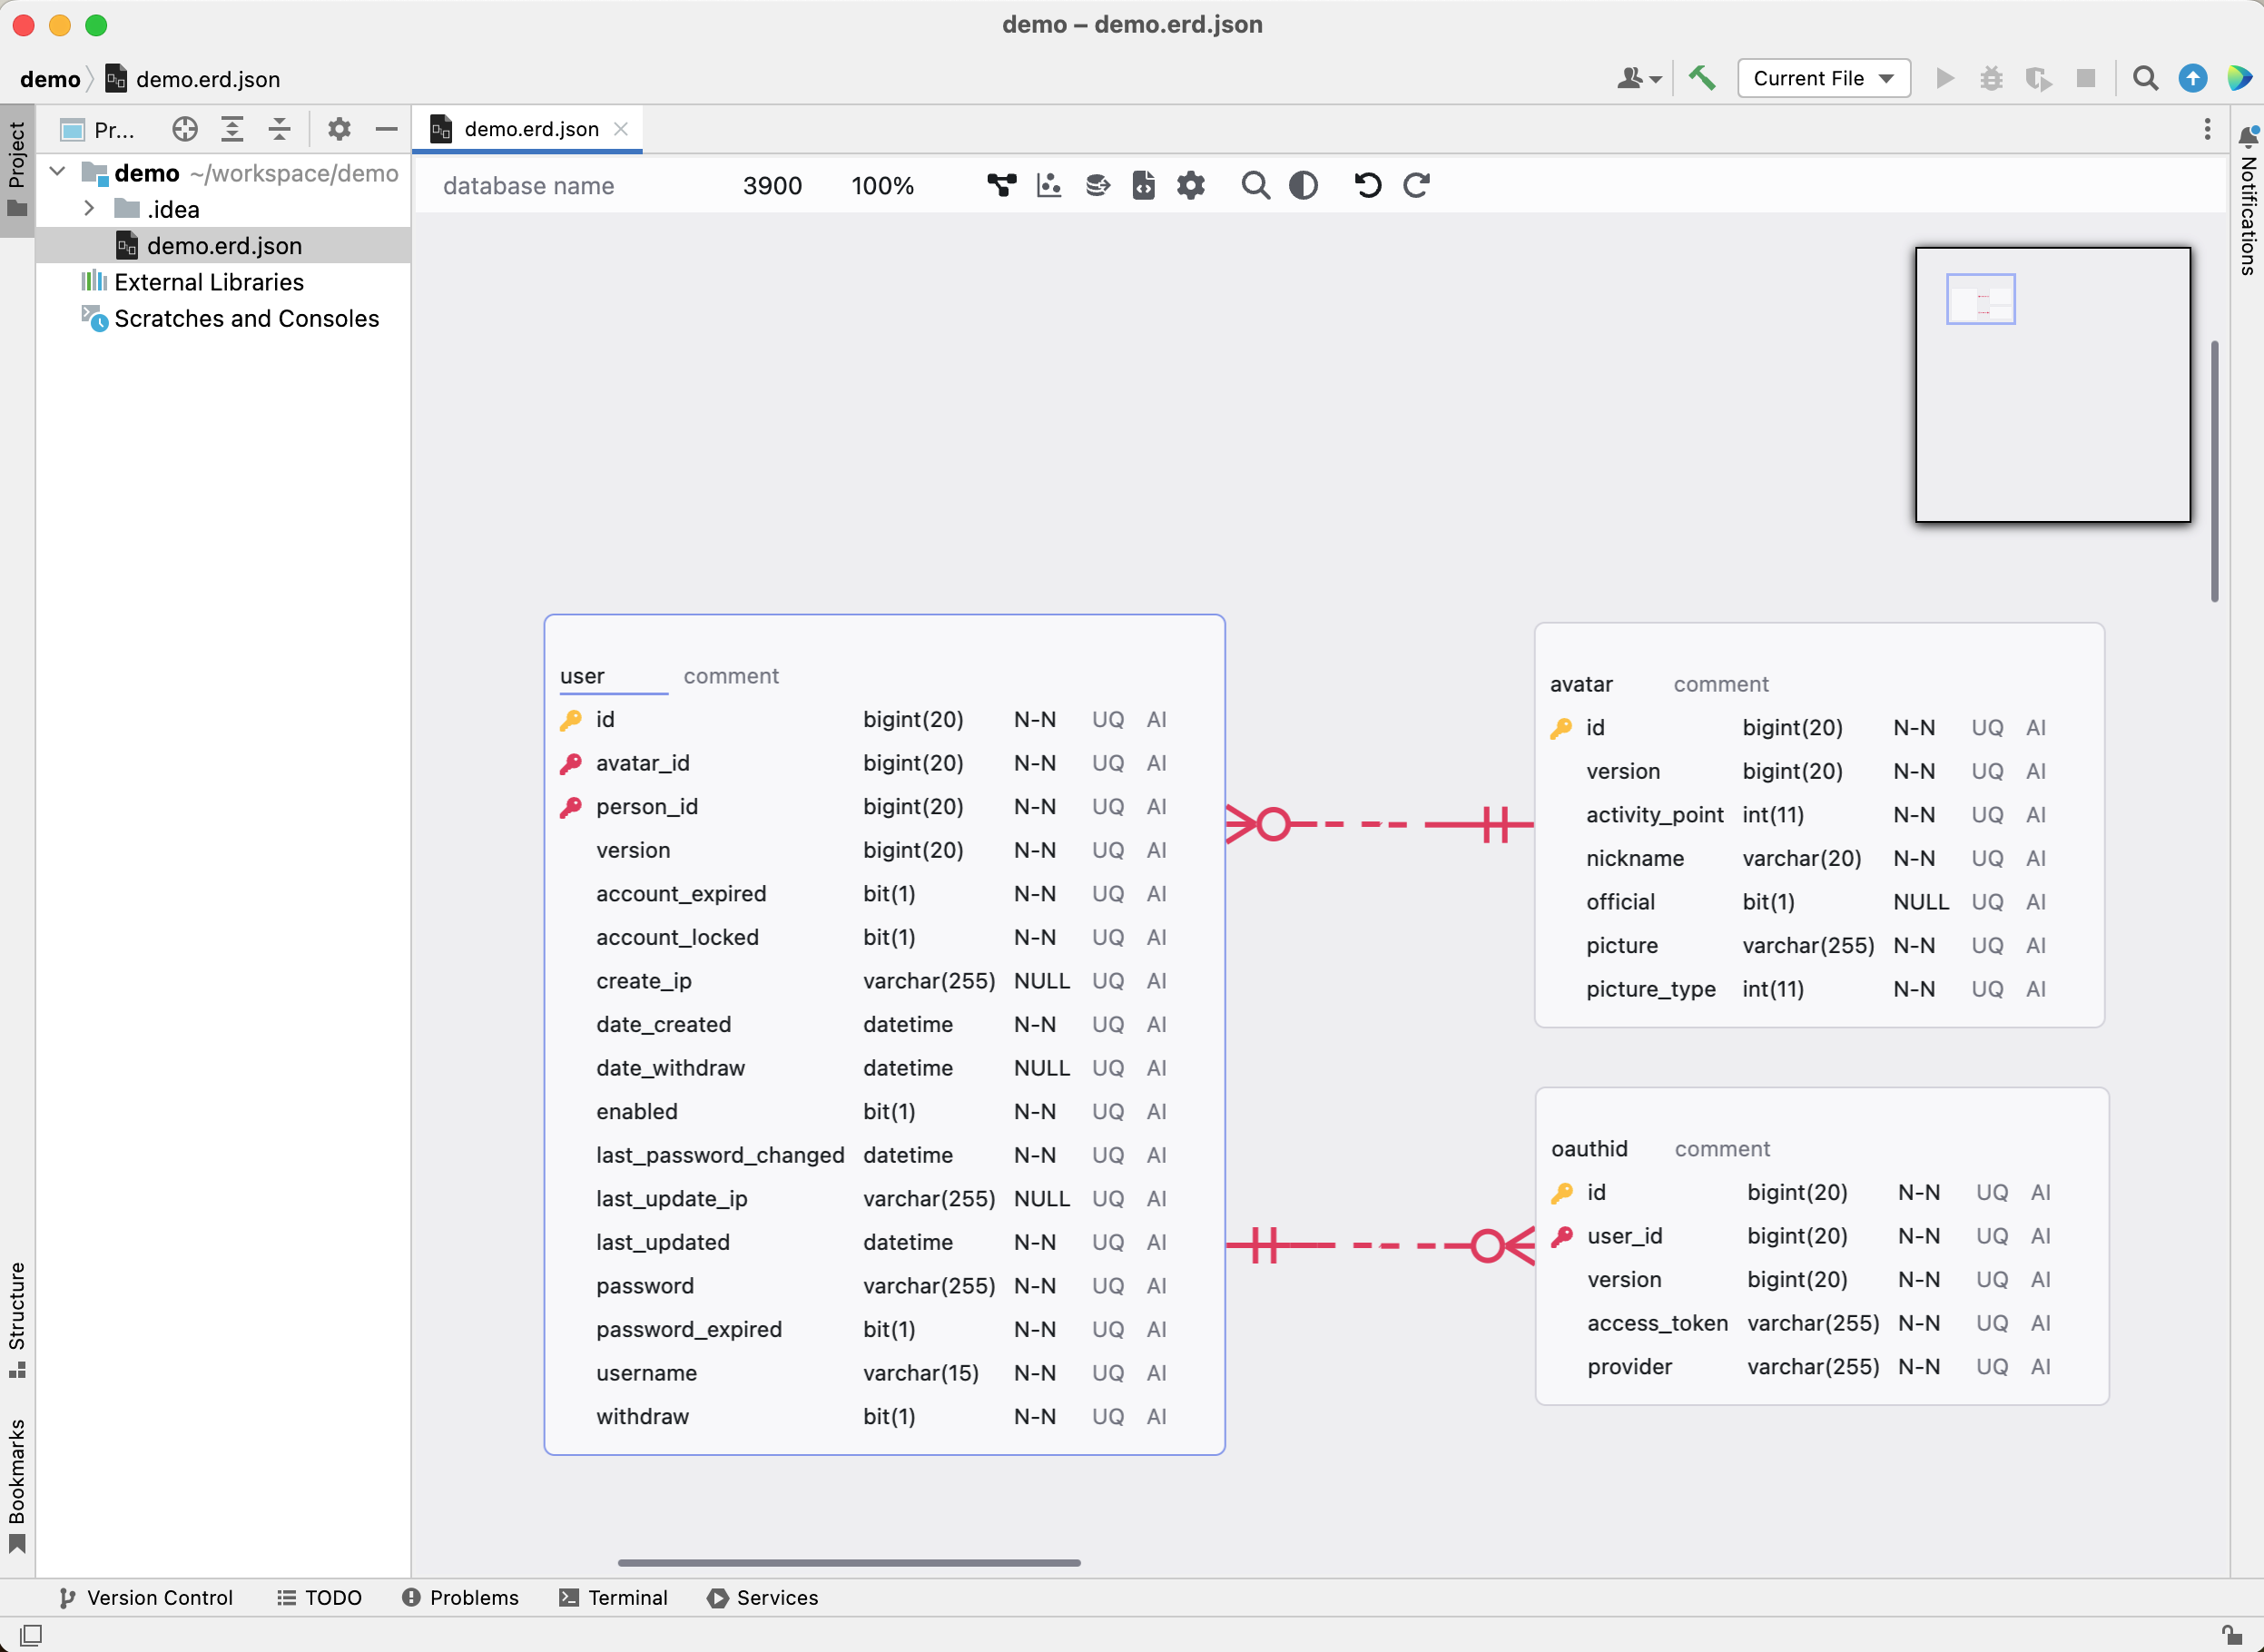 demo – demo.erd.json
demo demo.erd.json
Current File
Project
Pr...
demo.erd.json
Notifications
demo ~/workspace/demo
.idea
demo.erd.json
External Libraries
Scratches and Consoles
database name 3900 100%
user comment
id bigint(20) N-N UQ AI
avatar_id bigint(20) N-N UQ AI
person_id bigint(20) N-N UQ AI
version bigint(20) N-N UQ AI
account_expired bit(1) N-N UQ AI
account_locked bit(1) N-N UQ AI
create_ip varchar(255) NULL UQ AI
date_created datetime N-N UQ AI
date_withdraw datetime NULL UQ AI
enabled bit(1) N-N UQ AI
last_password_changed datetime N-N UQ AI
last_update_ip varchar(255) NULL UQ AI
last_updated datetime N-N UQ AI
password varchar(255) N-N UQ AI
password_expired bit(1) N-N UQ AI
username varchar(15) N-N UQ AI
withdraw bit(1) N-N UQ AI
avatar comment
id bigint(20) N-N UQ AI
version bigint(20) N-N UQ AI
activity_point int(11) N-N UQ AI
nickname varchar(20) N-N UQ AI
official bit(1) NULL UQ AI
picture varchar(255) N-N UQ AI
picture_type int(11) N-N UQ AI
oauthid comment
id bigint(20) N-N UQ AI
user_id bigint(20) N-N UQ AI
version bigint(20) N-N UQ AI
access_token varchar(255) N-N UQ AI
provider varchar(255) N-N UQ AI
Structure
Bookmarks
Version Control TODO Problems Terminal Services